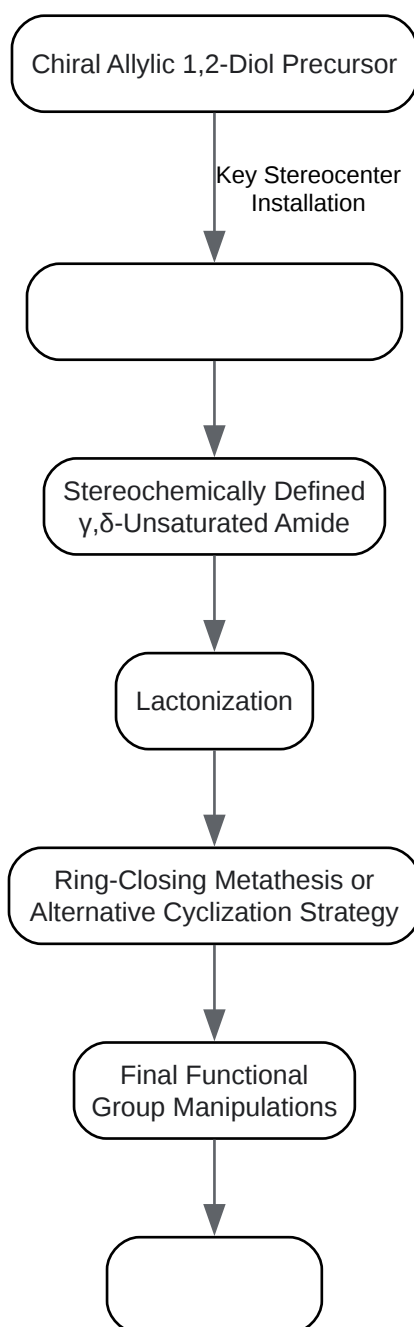 Chiral Allylic 1,2-Diol Precursor
Key Stereocenter
Installation
Stereochemically Defined
γ,δ-Unsaturated Amide
Lactonization
Ring-Closing Metathesis or
Alternative Cyclization Strategy
Final Functional
Group Manipulations